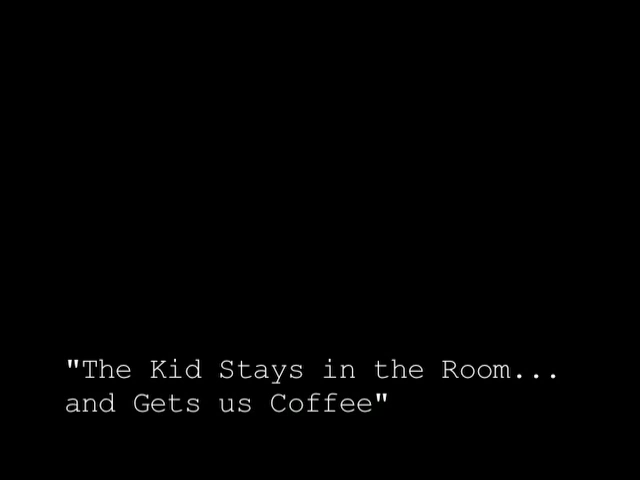 "The Kid Stays in the Room...
and Gets us Coffee"